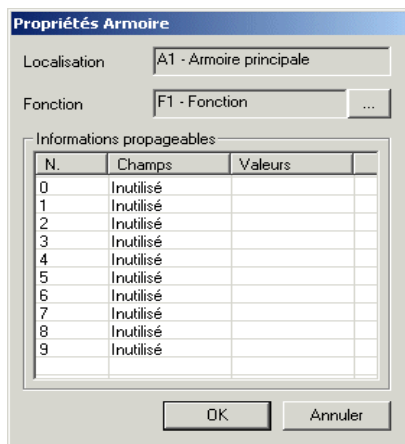 Propriétés Armoire
Localisation A1 - Armoire principale
Fonction F1 - Fonction ...
Informations propageables
N. Champs Valeurs
0 Inutilisé
1 Inutilisé
2 Inutilisé
3 Inutilisé
4 Inutilisé
5 Inutilisé
6 Inutilisé
7 Inutilisé
8 Inutilisé
9 Inutilisé
OK Annuler